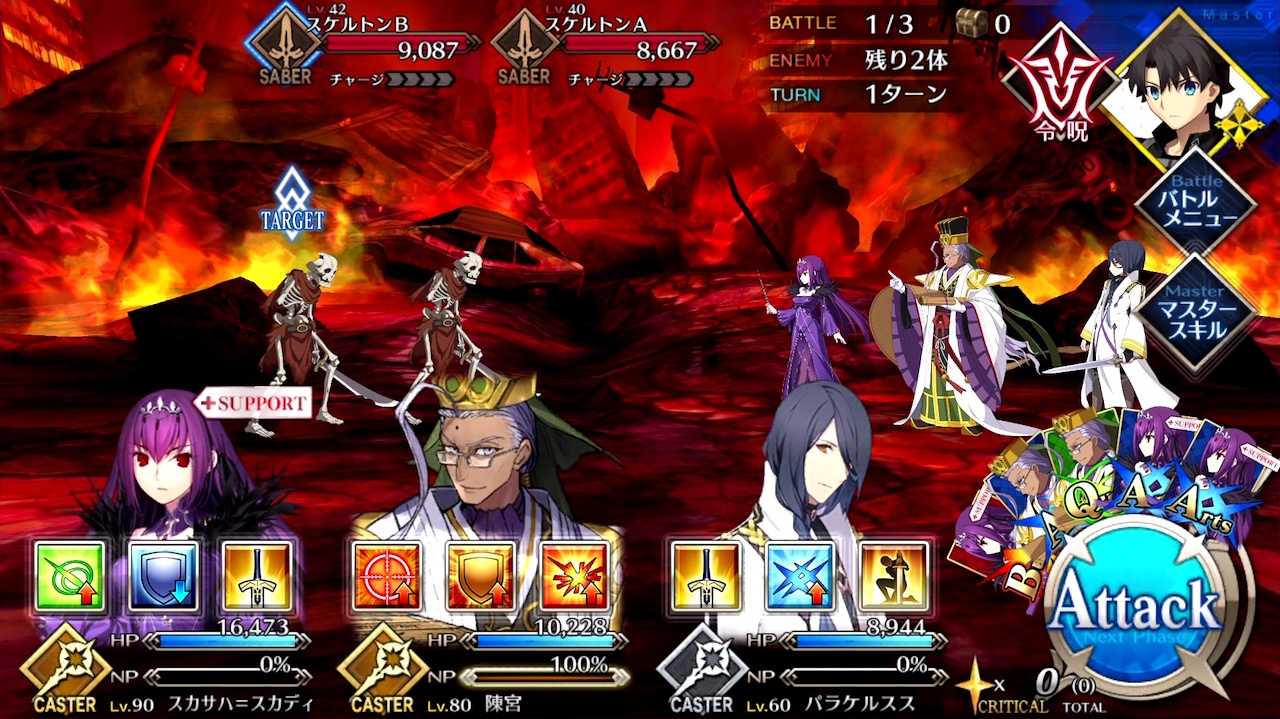 Lv.42
スケルトンB
9,087
SABER
チャージ
Lv.40
スケルトンA
8,667
SABER
チャージ
BATTLE 1/3
0
ENEMY 残り2体
TURN 1ターン
令呪
Master
Battle
バトル
メニュー
Master
マスター
スキル
TARGET
+SUPPORT
+SUPPORT
+SUPPORT
+SUPPORT
B
A
Q
A
Arts
Attack
Next Phase
HP 16,473
NP 0%
CASTER Lv.90 スカサハ=スカディ
HP 10,228
NP 100%
CASTER Lv.80 陳宮
HP 8,944
NP 0%
CASTER Lv.60 パラケルスス
x 0 (0)
CRITICAL TOTAL